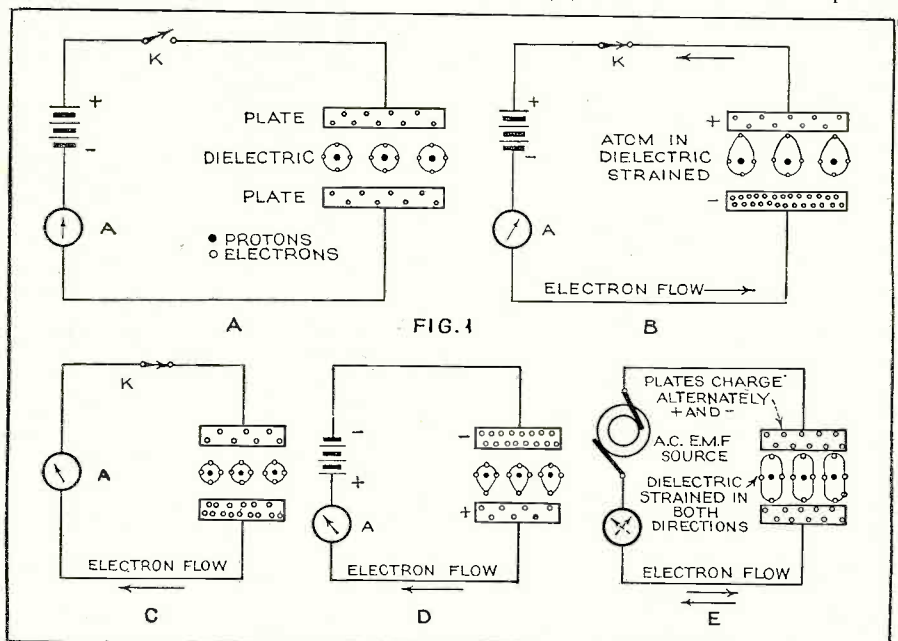 K
+
-
PLATE
DIELECTRIC
PLATE
A
● PROTONS
○ ELECTRONS
A
K
+
-
+
ATOM IN
DIELECTRIC
STRAINED
-
A
ELECTRON FLOW
B
FIG.1
K
A
ELECTRON FLOW
C
-
+
A
-
+
ELECTRON FLOW
D
PLATES CHARGE
ALTERNATELY
+ AND -
A.C. E.M.F
SOURCE
DIELECTRIC
STRAINED IN
BOTH
DIRECTIONS
ELECTRON FLOW
E